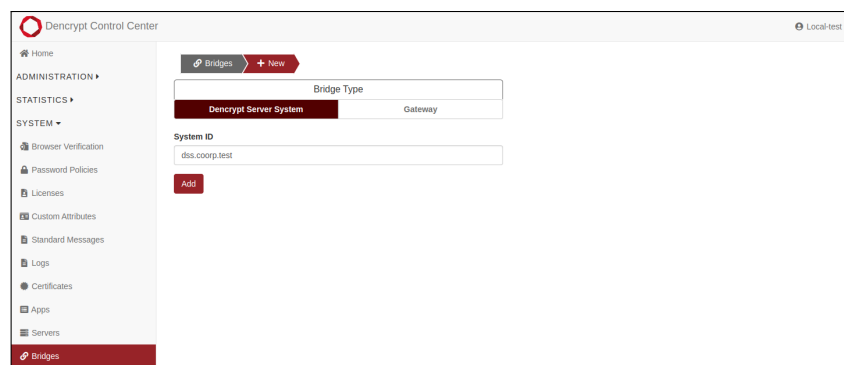 Dencrypt Control Center
Local-test
Home
ADMINISTRATION
STATISTICS
SYSTEM
Browser Verification
Password Policies
Licenses
Custom Attributes
Standard Messages
Logs
Certificates
Apps
Servers
Bridges
Bridges + New
Bridge Type
Dencrypt Server System Gateway
System ID
dss.coorp.test
Add